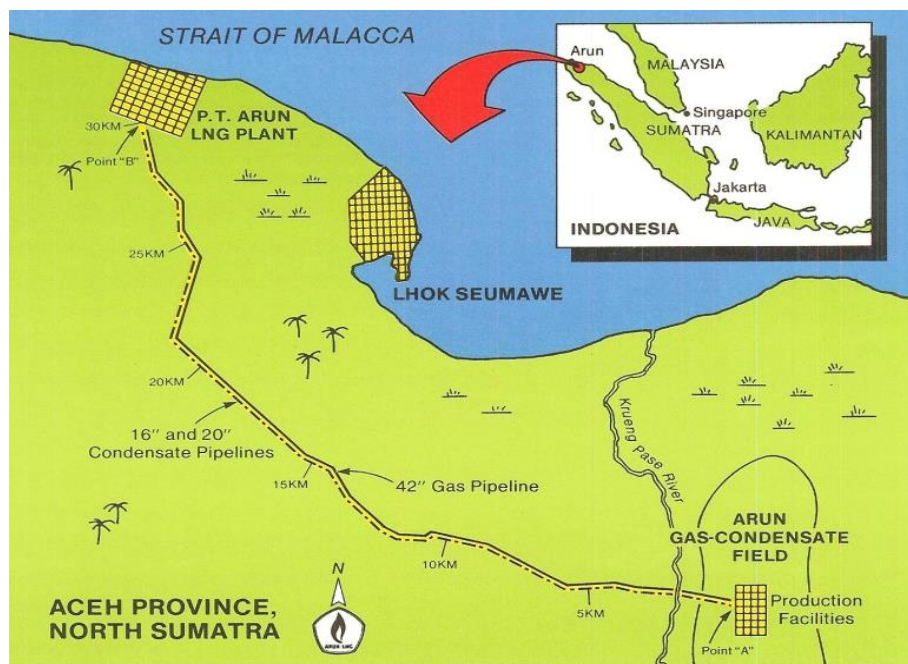 STRAIT OF MALACCA
Arun
MALAYSIA
Singapore
SUMATRA
KALIMANTAN
Jakarta
JAVA
INDONESIA
P.T. ARUN
LNG PLANT
30KM
Point "B"
25KM
LHOK SEUMAWE
20KM
16" and 20"
Condensate Pipelines
15KM
42" Gas Pipeline
Krueng Pase River
10KM
ARUN
GAS-CONDENSATE
FIELD
5KM
Production
Facilities
Point "A"
N
ARUN LNG
ACEH PROVINCE,
NORTH SUMATRA